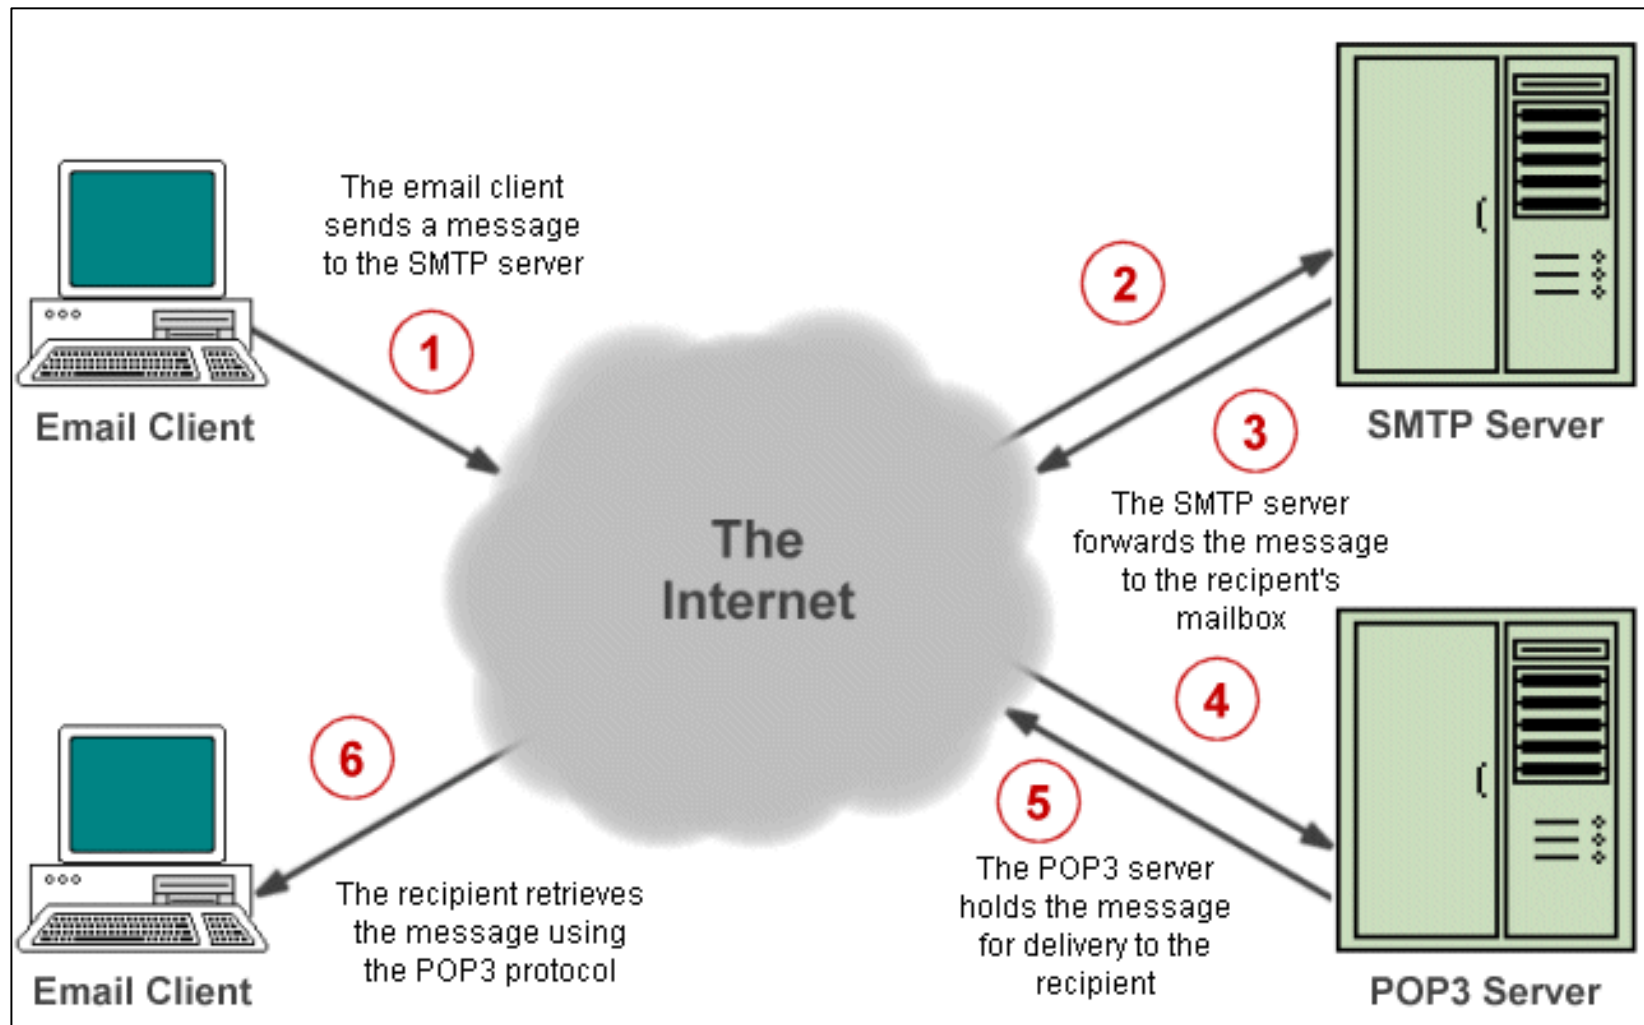 The email client
sends a message
to the SMTP server
1
Email Client
2
SMTP Server
3
The SMTP server
forwards the message
to the recipent's
mailbox
The
Internet
4
5
The POP3 server
holds the message
for delivery to the
recipient
POP3 Server
6
The recipient retrieves
the message using
the POP3 protocol
Email Client